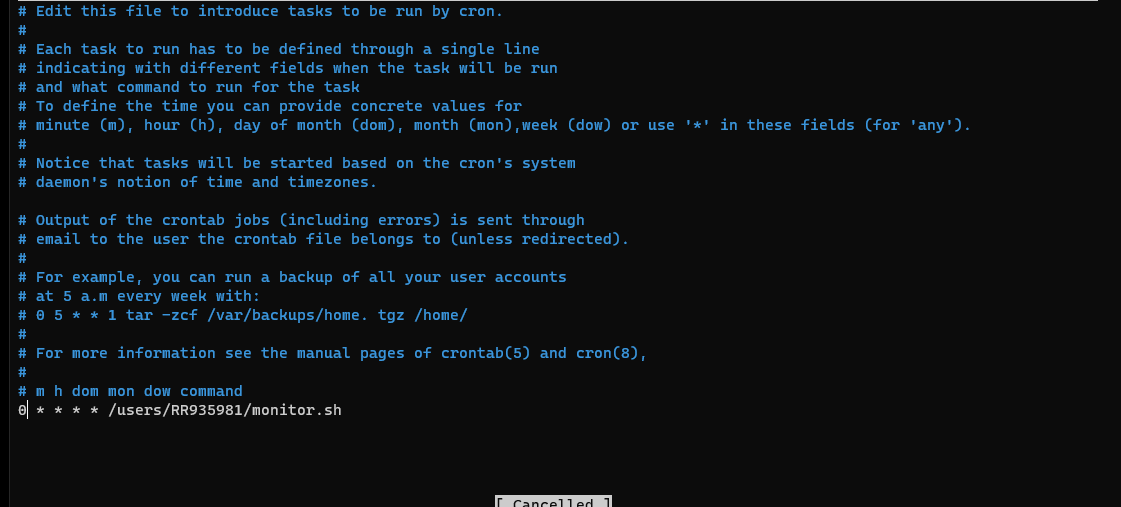 # Edit this file to introduce tasks to be run by cron.
#
# Each task to run has to be defined through a single line
# indicating with different fields when the task will be run
# and what command to run for the task
# To define the time you can provide concrete values for
# minute (m), hour (h), day of month (dom), month (mon),week (dow) or use '*' in these fields (for 'any').
#
# Notice that tasks will be started based on the cron's system
# daemon's notion of time and timezones.
# Output of the crontab jobs (including errors) is sent through
# email to the user the crontab file belongs to (unless redirected).
#
# For example, you can run a backup of all your user accounts
# at 5 a.m every week with:
# 0 5 * * 1 tar -zcf /var/backups/home. tgz /home/
#
# For more information see the manual pages of crontab(5) and cron(8),
#
# m h dom mon dow command
0 * * * * /users/RR935981/monitor.sh
[ Cancelled ]